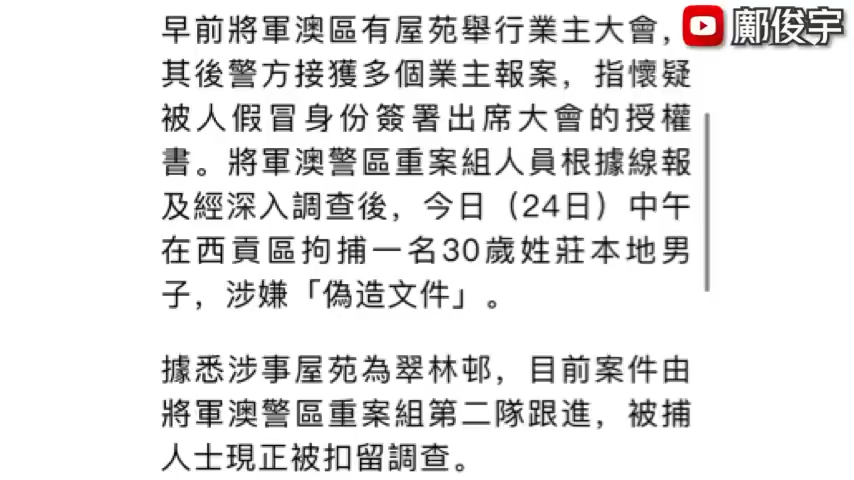 鄺俊宇
早前將軍澳區有屋苑舉行業主大會，
其後警方接獲多個業主報案，指懷疑
被人假冒身份簽署出席大會的授權
書。將軍澳警區重案組人員根據線報
及經深入調查後，今日（24日）中午
在西貢區拘捕一名30歲姓莊本地男
子，涉嫌「偽造文件」。
據悉涉事屋苑為翠林邨，目前案件由
將軍澳警區重案組第二隊跟進，被捕
人士現正被扣留調查。